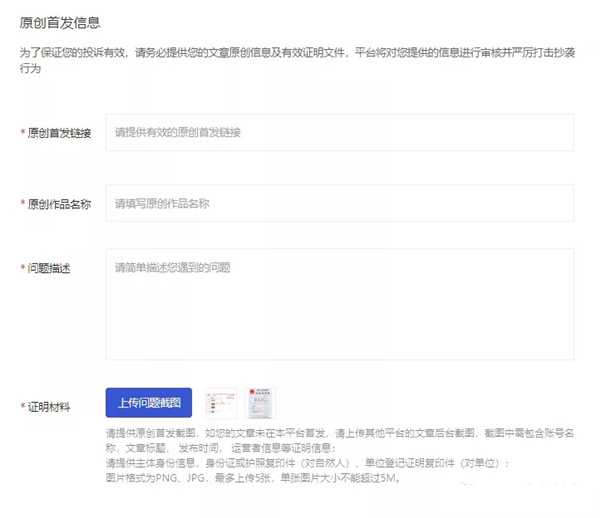 原创首发信息
为了保证您的投诉有效，请务必提供您的文章原创信息及有效证明文件，平台将对您提供的信息进行审核并严厉打击抄袭
行为
* 原创首发链接
请提供有效的原创首发链接
* 原创作品名称
请填写原创作品名称
* 问题描述
请简单描述您遇到的问题
* 证明材料
上传问题截图
请提供原创首发截图，如您的文章未在本平台首发，请上传其他平台的文章后台截图，截图中需包含账号名
称、文章标题、 发布时间、 运营者信息等证明信息；
请提供主体身份信息，身份证或护照复印件（对自然人）、单位登记证明复印件（对单位）；
图片格式为PNG、JPG，最多上传5张，单张图片大小不能超过5M。